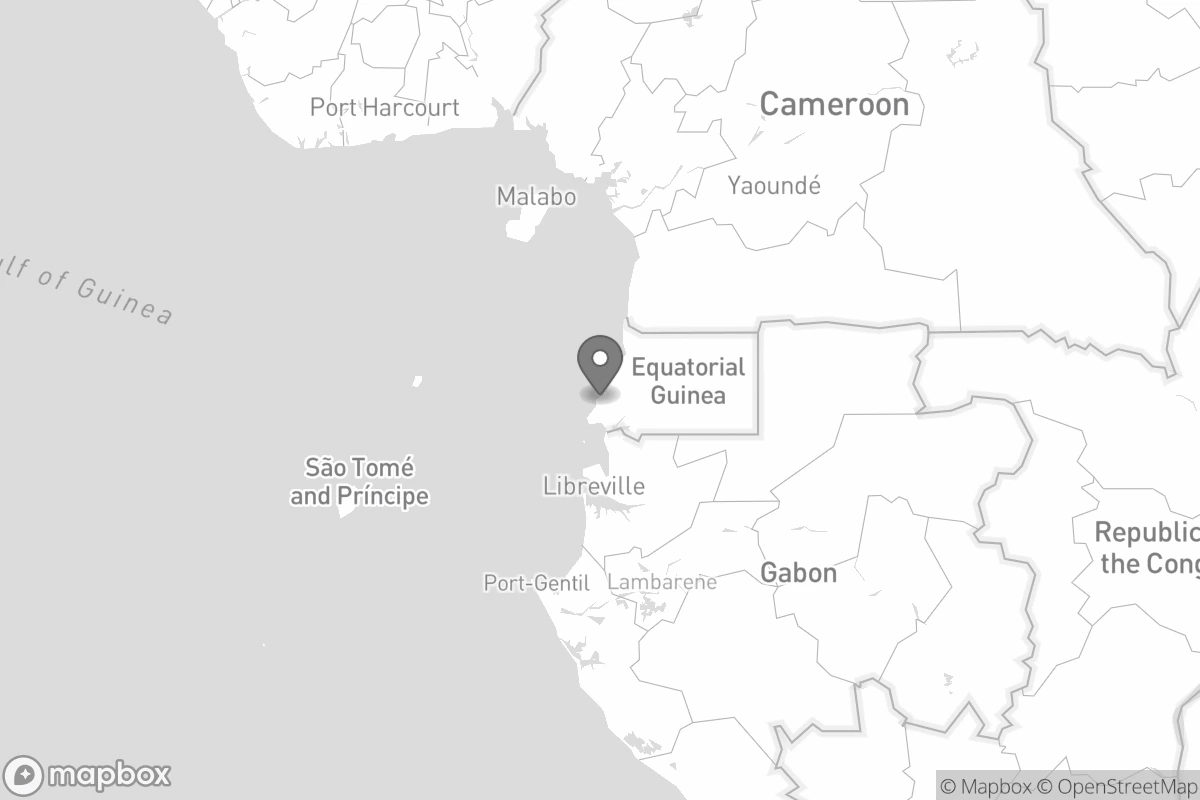 Port Harcourt
Cameroon
Yaoundé
Malabo
ulf of Guinea
Equatorial
Guinea
São Tomé
and Príncipe
Libreville
Republic
the Cong
Gabon
Port-Gentil
Lambarene
mapbox
© Mapbox © OpenStreetMap